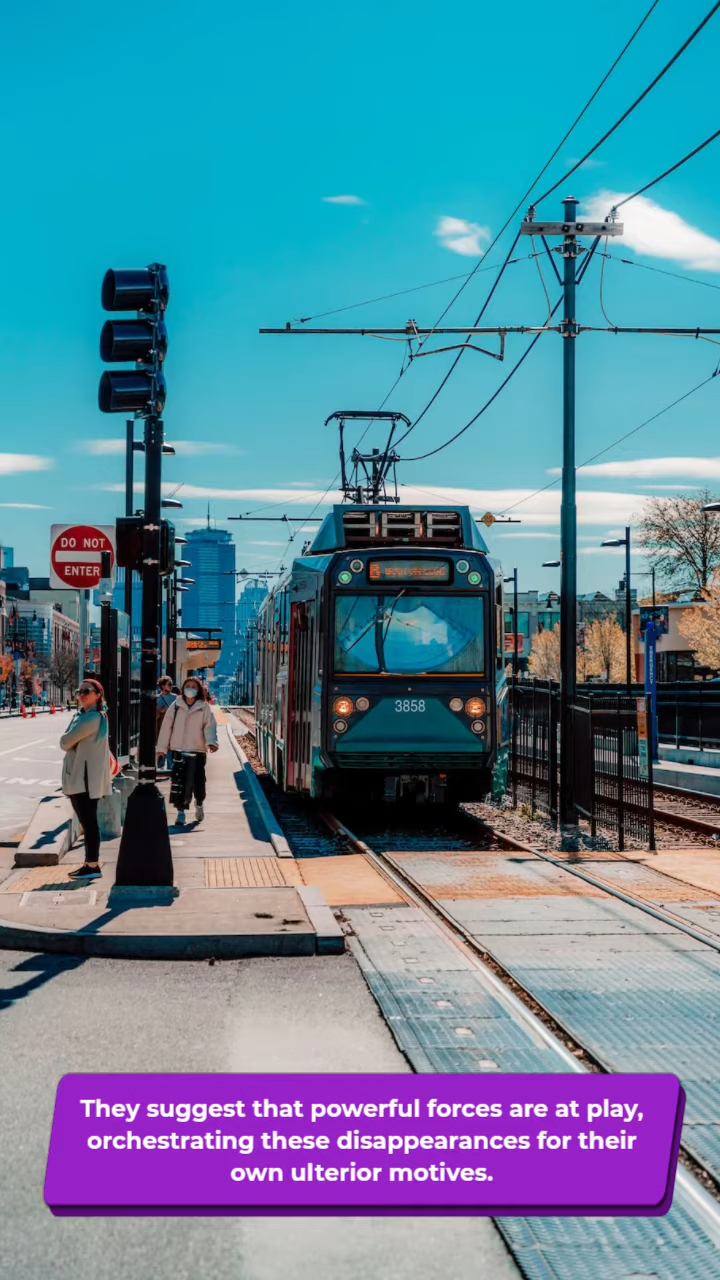 DO NOT
ENTER
B
3858
They suggest that powerful forces are at play,
orchestrating these disappearances for their
own ulterior motives.